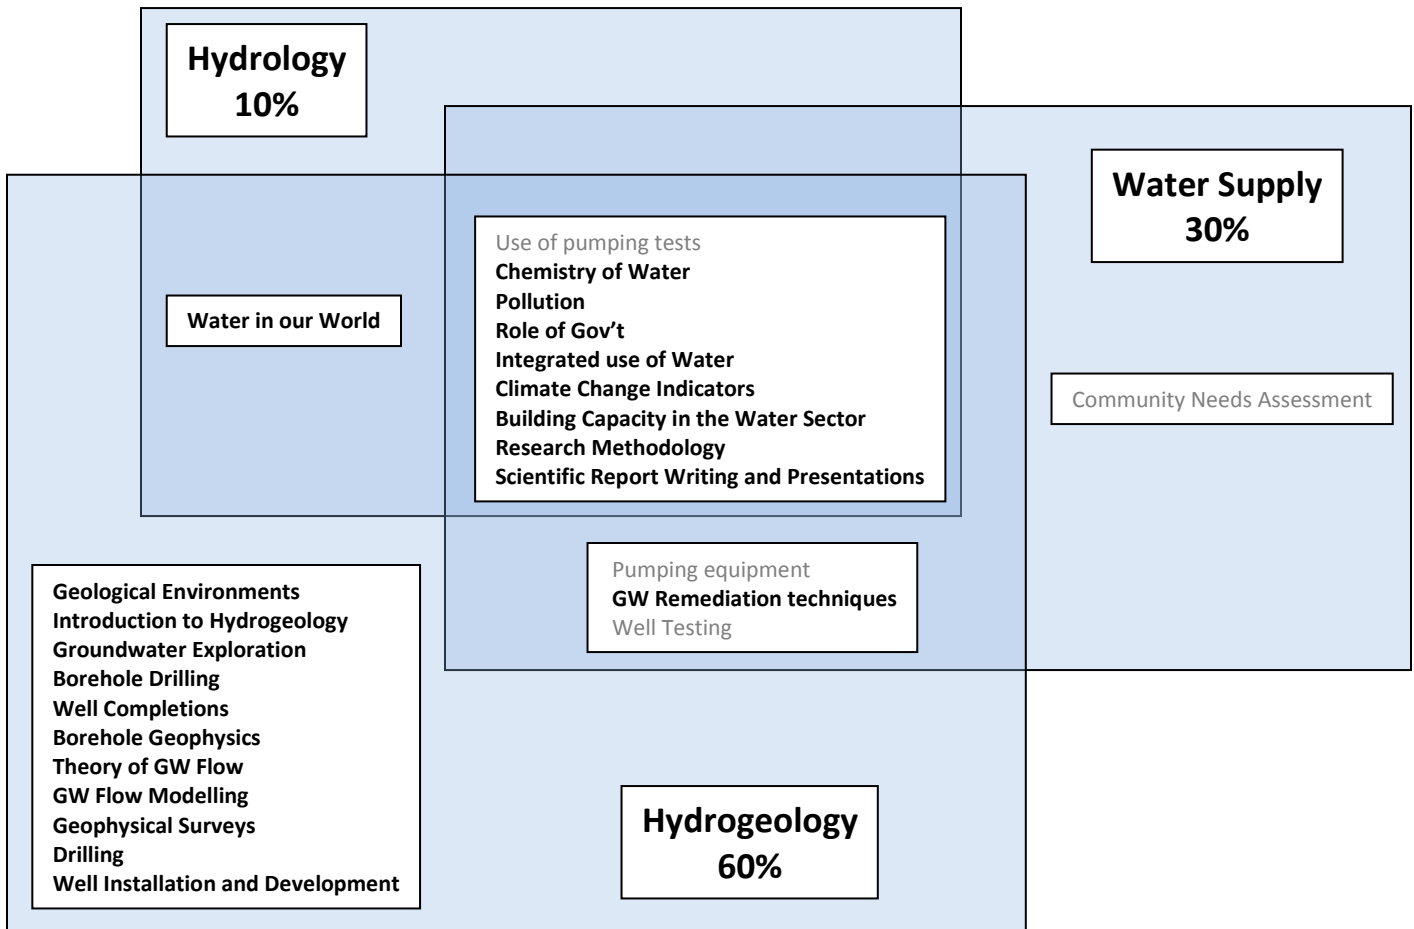 Hydrology
10%
Water Supply
30%
Use of pumping tests
Chemistry of Water
Pollution
Role of Gov’t
Integrated use of Water
Climate Change Indicators
Building Capacity in the Water Sector
Research Methodology
Scientific Report Writing and Presentations
Water in our World
Community Needs Assessment
Pumping equipment
GW Remediation techniques
Well Testing
Geological Environments
Introduction to Hydrogeology
Groundwater Exploration
Borehole Drilling
Well Completions
Borehole Geophysics
Theory of GW Flow
GW Flow Modelling
Geophysical Surveys
Drilling
Well Installation and Development
Hydrogeology
60%